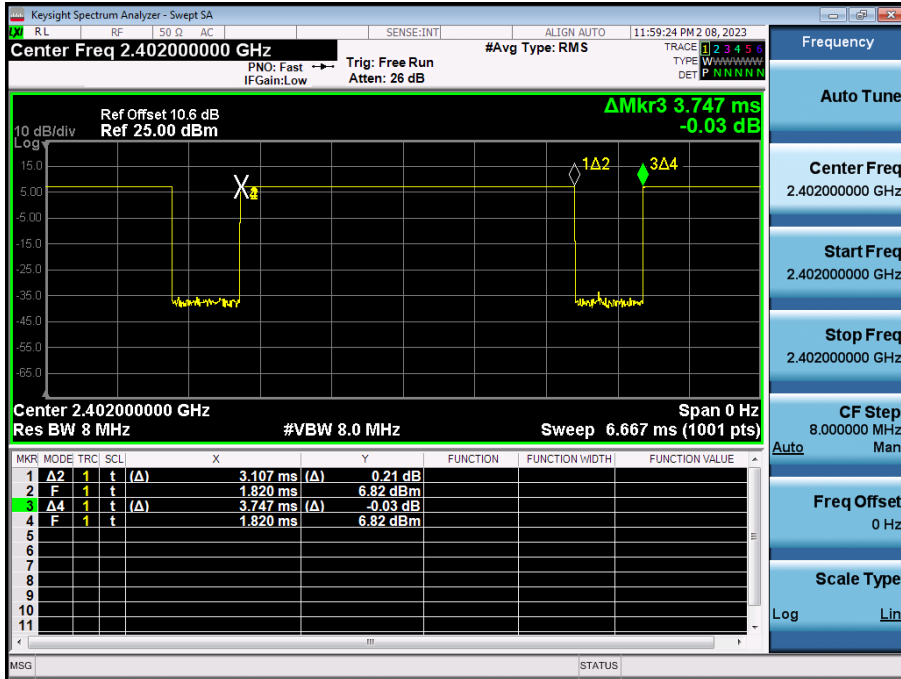 Keysight Spectrum Analyzer - Swept SA
LXI RL RF 50 Ω AC SENSE:INT ALIGN AUTO 11:59:24 PM 2 08, 2023
Center Freq 2.402000000 GHz #Avg Type: RMS TRACE 1 2 3 4 5 6
PNO: Fast Trig: Free Run TYPE WWWWWW
IFGain:Low Atten: 26 dB DET P N N N N N
Ref Offset 10.6 dB ΔMkr3 3.747 ms
10 dB/div Ref 25.00 dBm -0.03 dB
Log
15.0
5.00
-5.00
-15.0
-25.0
-35.0
-45.0
-55.0
-65.0
1Δ2 3Δ4
Center 2.402000000 GHz Span 0 Hz
Res BW 8 MHz #VBW 8.0 MHz Sweep 6.667 ms (1001 pts)
MKR MODE TRC SCL X Y FUNCTION FUNCTION WIDTH FUNCTION VALUE
1 Δ2 1 t (Δ) 3.107 ms (Δ) 0.21 dB
2 F 1 t 1.820 ms 6.82 dBm
3 Δ4 1 t (Δ) 3.747 ms (Δ) -0.03 dB
4 F 1 t 1.820 ms 6.82 dBm
5
6
7
8
9
10
11
MSG STATUS
Frequency
Auto Tune
Center Freq
2.402000000 GHz
Start Freq
2.402000000 GHz
Stop Freq
2.402000000 GHz
CF Step
8.000000 MHz
Auto Man
Freq Offset
0 Hz
Scale Type
Log Lin